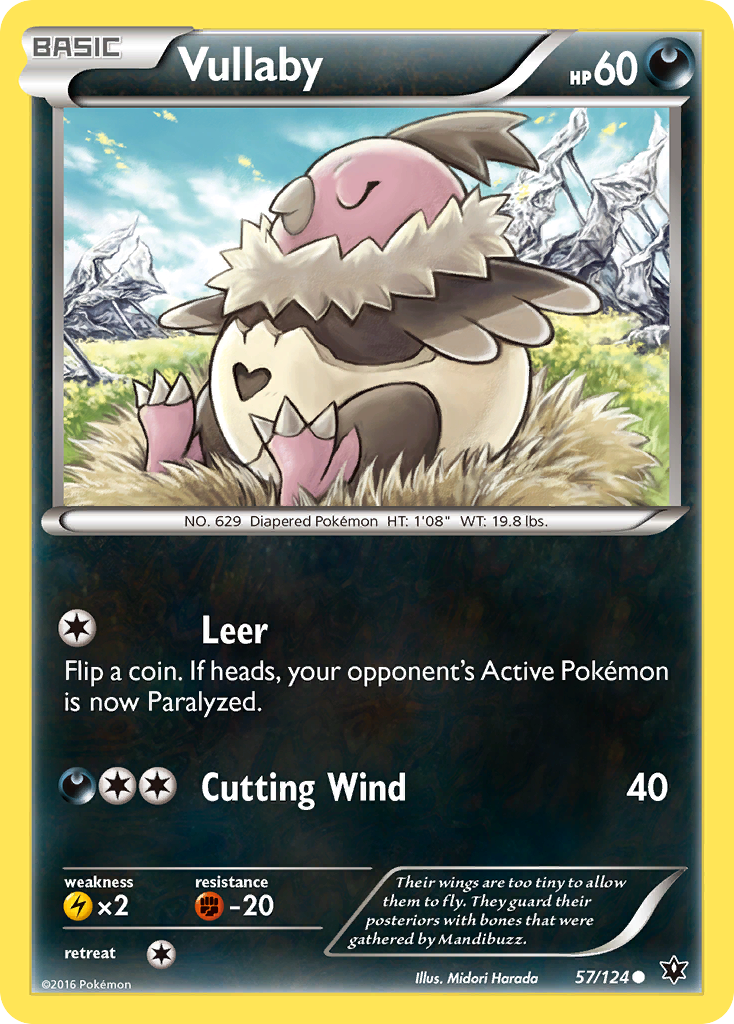 BASIC
Vullaby
HP60
NO. 629 Diapered Pokémon HT: 1'08" WT: 19.8 lbs.
Leer
Flip a coin. If heads, your opponent's Active Pokémon
is now Paralyzed.
Cutting Wind 40
weakness resistance
×2 -20
retreat
Their wings are too tiny to allow
them to fly. They guard their
posteriors with bones that were
gathered by Mandibuzz.
©2016 Pokémon
Illus. Midori Harada 57/124